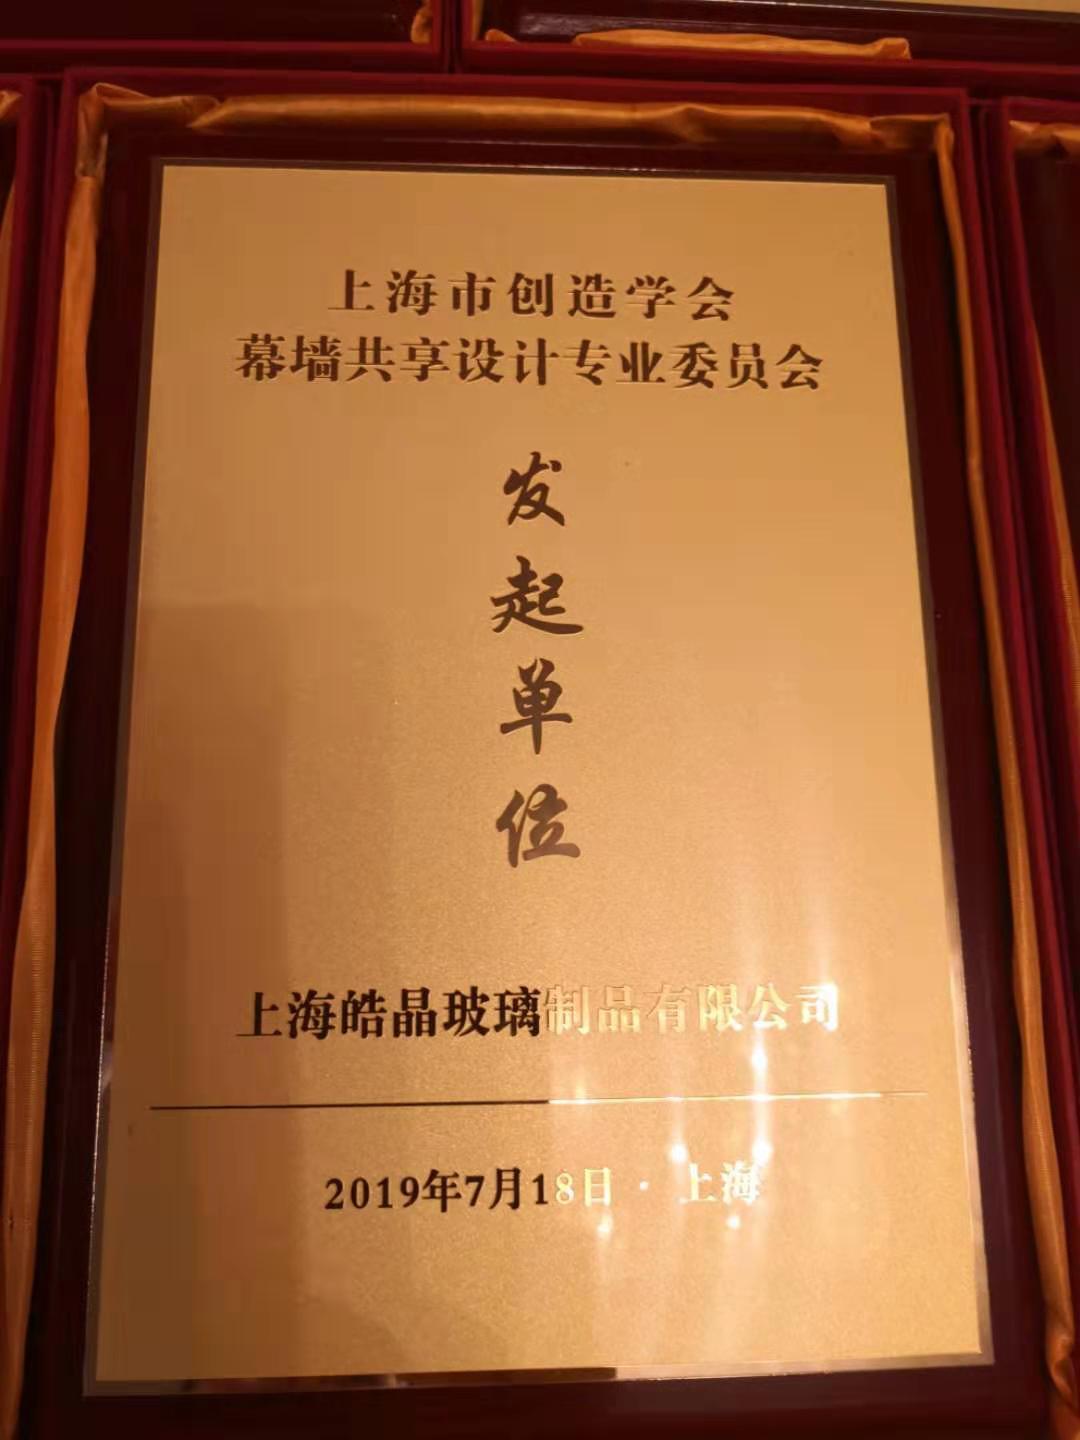 上海市创造学会
幕墙共享设计专业委员会
发起单位
上海皓晶玻璃制品有限公司
2019年7月18日·上海